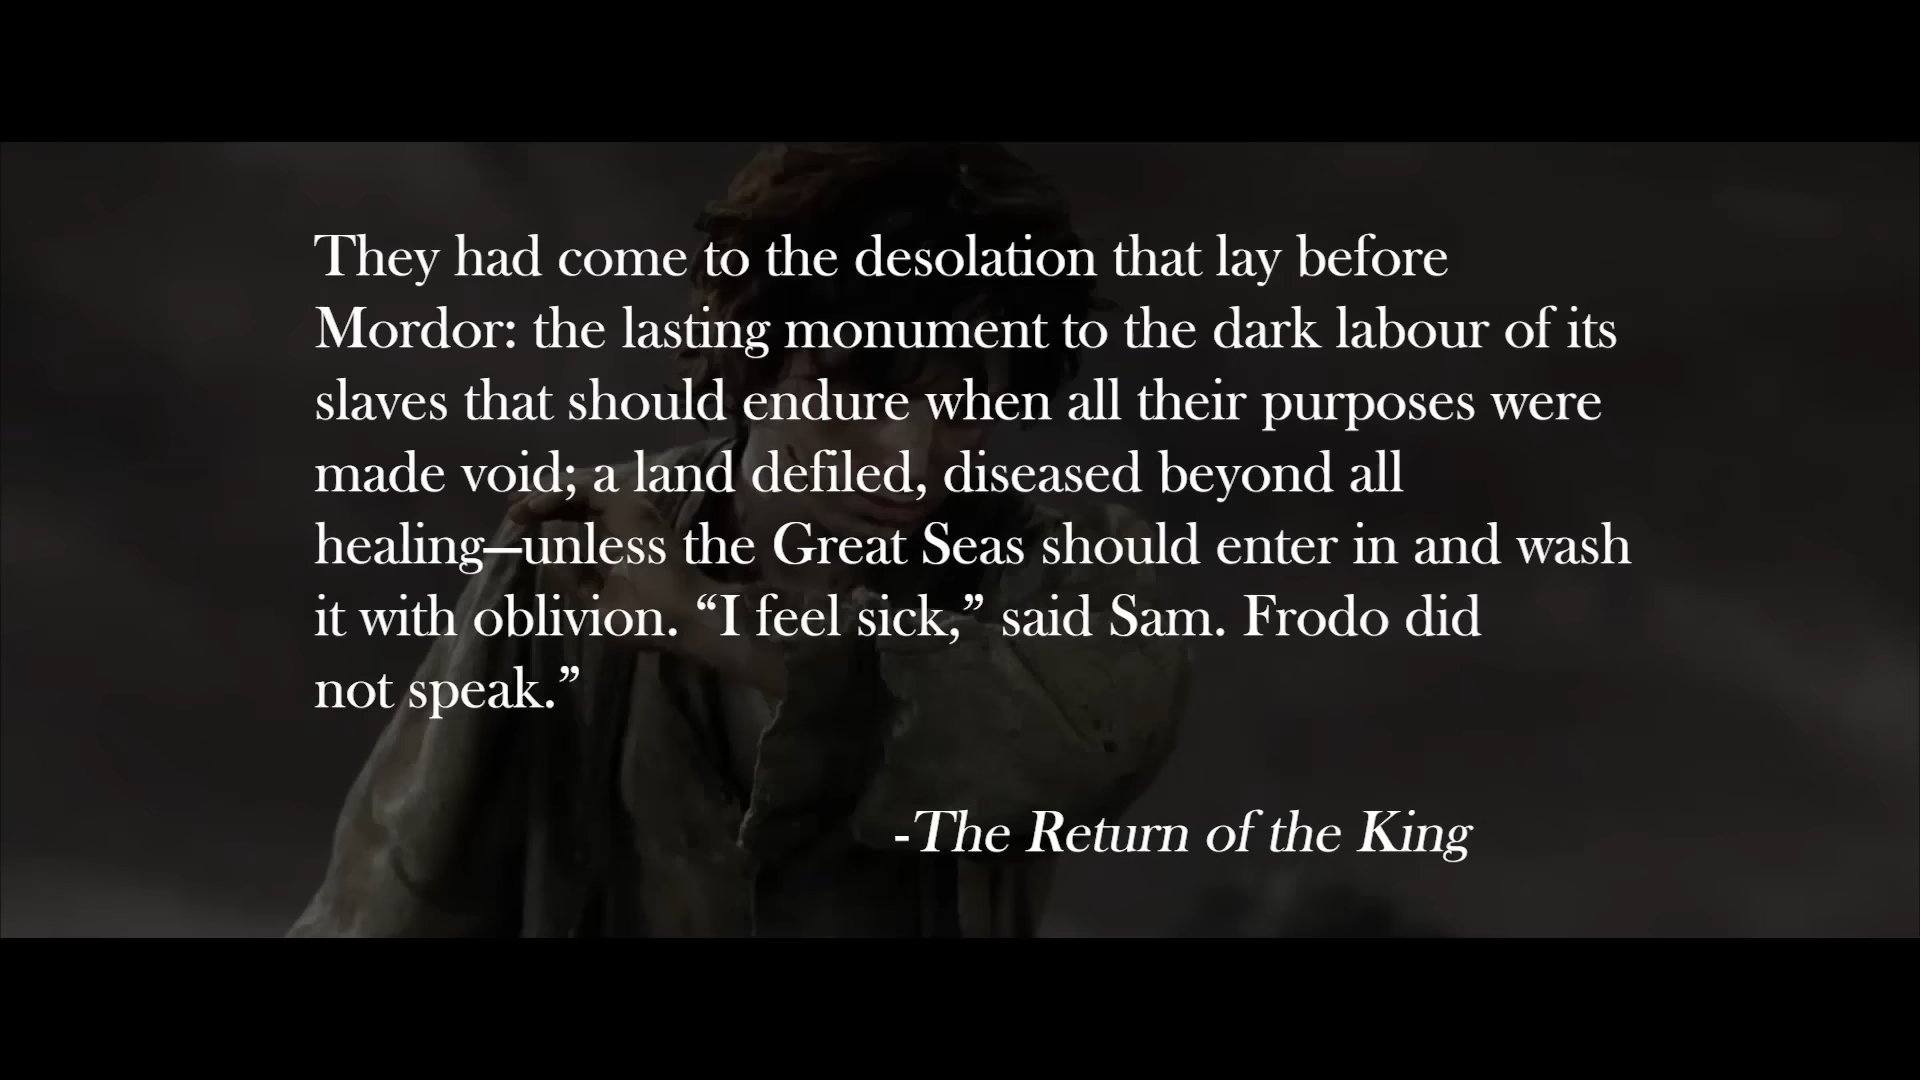 They had come to the desolation that lay before
Mordor: the lasting monument to the dark labour of its
slaves that should endure when all their purposes were
made void; a land defiled, diseased beyond all
healing—unless the Great Seas should enter in and wash
it with oblivion. “I feel sick,” said Sam. Frodo did
not speak.”
-The Return of the King